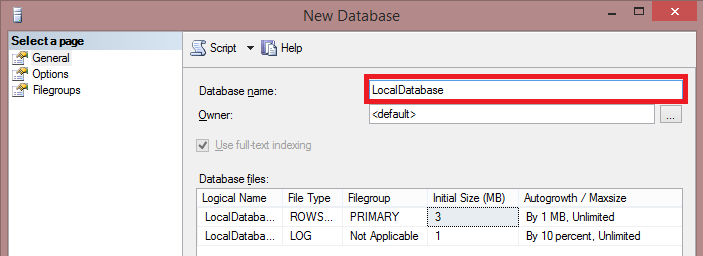 New Database
Select a page
General
Options
Filegroups
Script Help
Database name: LocalDatabase
Owner: <default> ...
Use full-text indexing
Database files:
Logical Name File Type Filegroup Initial Size (MB) Autogrowth / Maxsize
LocalDataba... ROWS... PRIMARY 3 By 1 MB, Unlimited
LocalDataba... LOG Not Applicable 1 By 10 percent, Unlimited